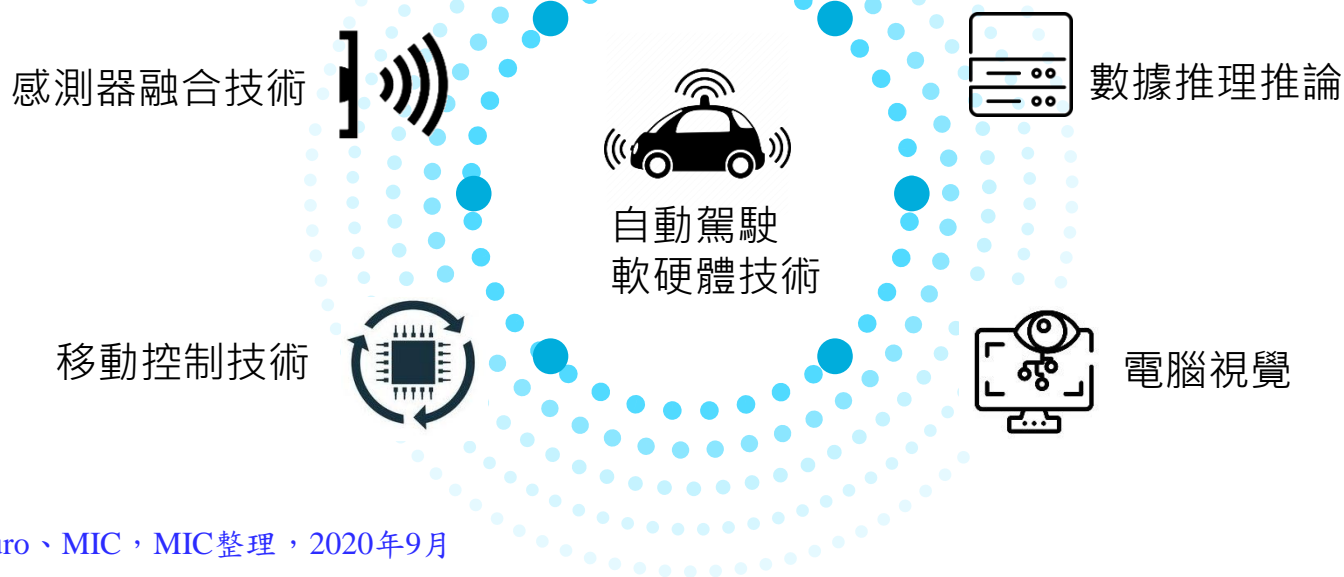 感測器融合技術
數據推理推論
自動駕駛
軟硬體技術
移動控制技術
電腦視覺
uro、MIC，MIC整理，2020年9月